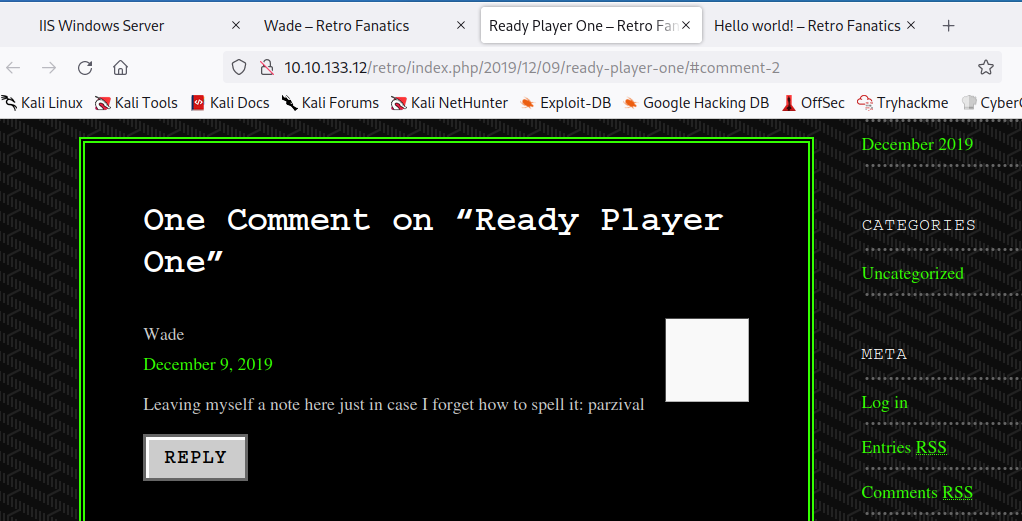 IIS Windows Server
Wade – Retro Fanatics
Ready Player One – Retro Fan
Hello world! – Retro Fanatics
10.10.133.12/retro/index.php/2019/12/09/ready-player-one/#comment-2
Kali Linux Kali Tools Kali Docs Kali Forums Kali NetHunter Exploit-DB Google Hacking DB OffSec Tryhackme Cyber
One Comment on “Ready Player
One”
Wade
December 9, 2019
Leaving myself a note here just in case I forget how to spell it: parzival
REPLY
December 2019
CATEGORIES
Uncategorized
META
Log in
Entries RSS
Comments RSS